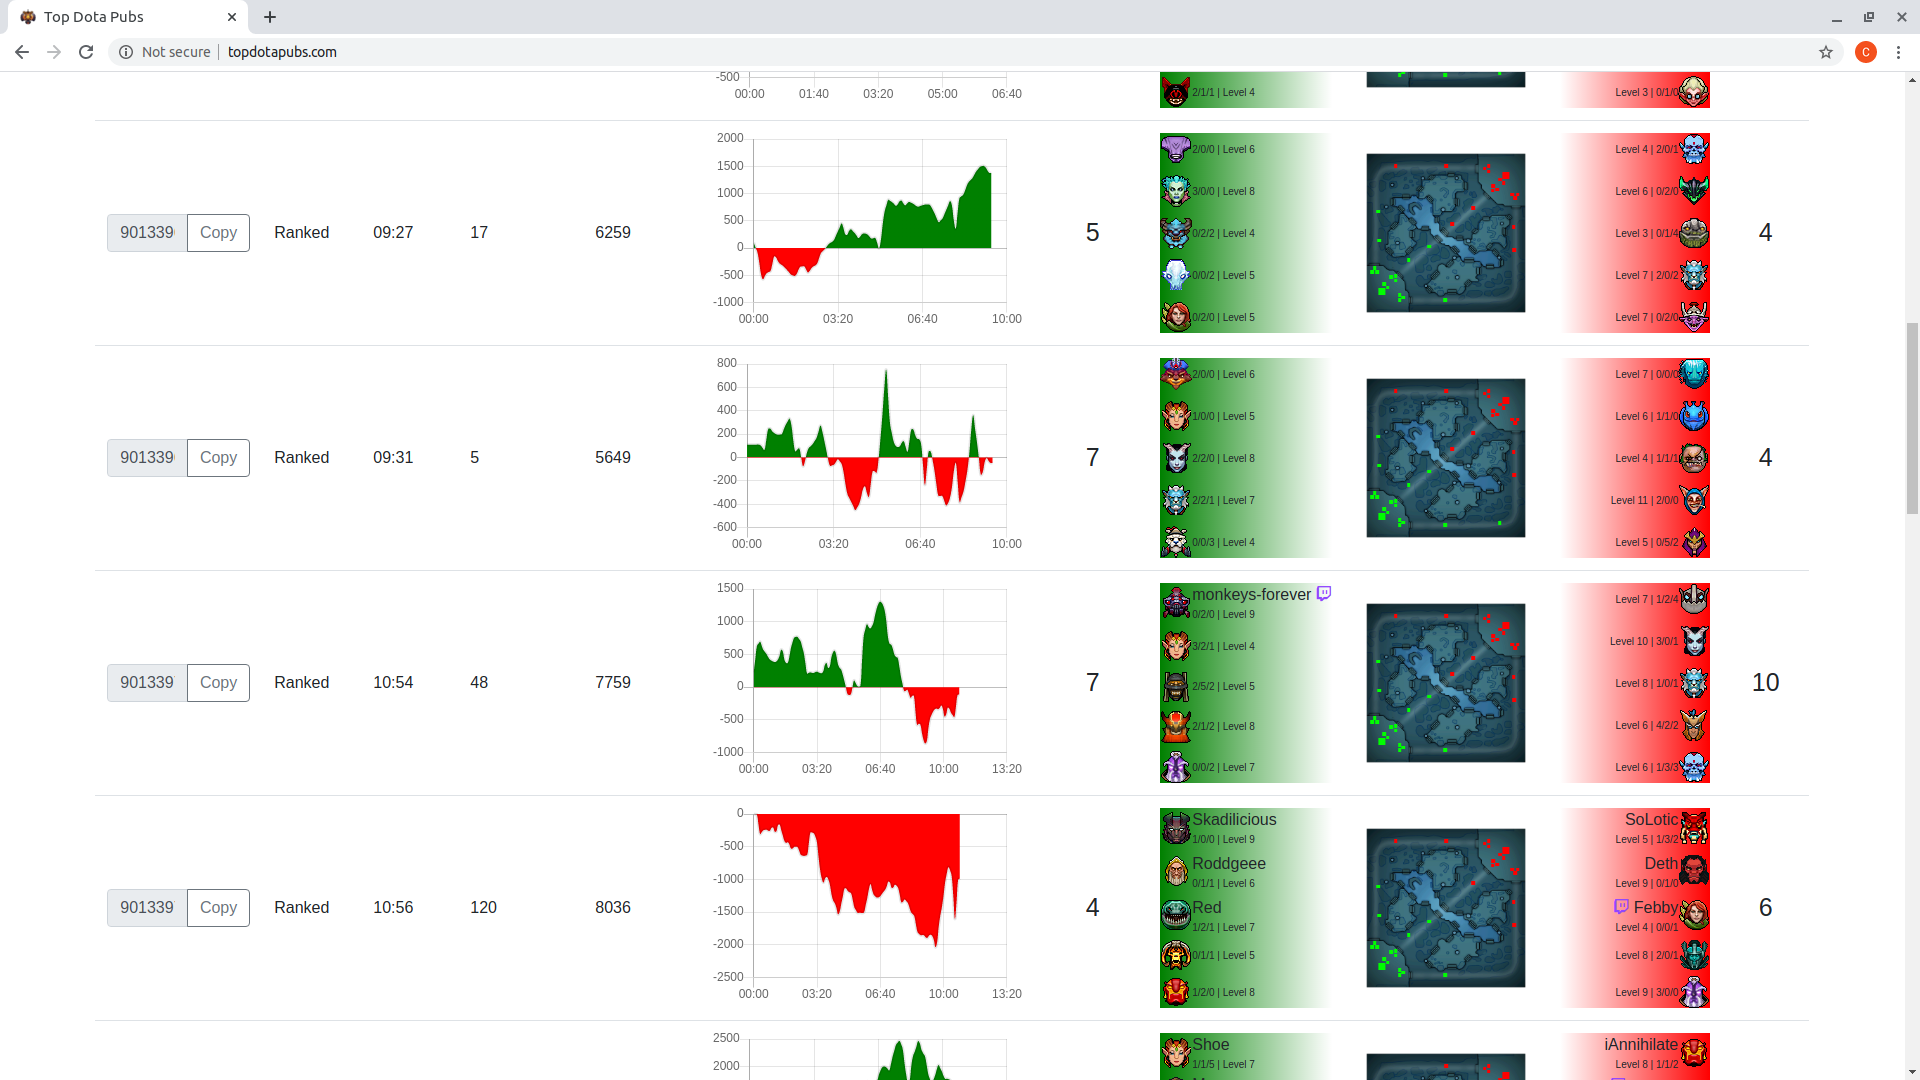 Top Dota Pubs
Not secure | topdotapubs.com
C
-500
00:00 01:40 03:20 05:00 06:40
2/1/1 | Level 4
Level 3 | 0/1/0
901339 Copy Ranked 09:27 17 6259
2000
1500
1000
500
0
-500
-1000
00:00 03:20 06:40 10:00
5
2/0/0 | Level 6
3/0/0 | Level 8
0/2/2 | Level 4
0/0/2 | Level 5
0/2/0 | Level 5
Level 4 | 2/0/1
Level 6 | 0/2/0
Level 3 | 0/1/4
Level 7 | 2/0/2
Level 7 | 0/2/0
4
901339 Copy Ranked 09:31 5 5649
800
600
400
200
0
-200
-400
-600
00:00 03:20 06:40 10:00
7
2/0/0 | Level 6
1/0/0 | Level 5
2/2/0 | Level 8
2/2/1 | Level 7
0/0/3 | Level 4
Level 7 | 0/0/0
Level 6 | 1/1/0
Level 4 | 1/1/1
Level 11 | 2/0/0
Level 5 | 0/5/2
4
901339 Copy Ranked 10:54 48 7759
1500
1000
500
0
-500
-1000
00:00 03:20 06:40 10:00 13:20
7
monkeys-forever
0/2/0 | Level 9
3/2/1 | Level 4
2/5/2 | Level 5
2/1/2 | Level 8
0/0/2 | Level 7
Level 7 | 1/2/4
Level 10 | 3/0/1
Level 8 | 1/0/1
Level 6 | 4/2/2
Level 6 | 1/3/3
10
901339 Copy Ranked 10:56 120 8036
0
-500
-1000
-1500
-2000
-2500
00:00 03:20 06:40 10:00 13:20
4
Skadilicious
1/0/0 | Level 9
Roddgeee
0/1/1 | Level 6
Red
1/2/1 | Level 7
0/1/1 | Level 5
1/2/0 | Level 8
SoLotic
Level 5 | 1/3/2
Deth
Level 9 | 0/1/0
Febby
Level 4 | 0/0/1
Level 8 | 2/0/1
Level 9 | 3/0/0
6
2500
2000
Shoe
1/1/5 | Level 7
iAnnihilate
Level 8 | 1/1/2